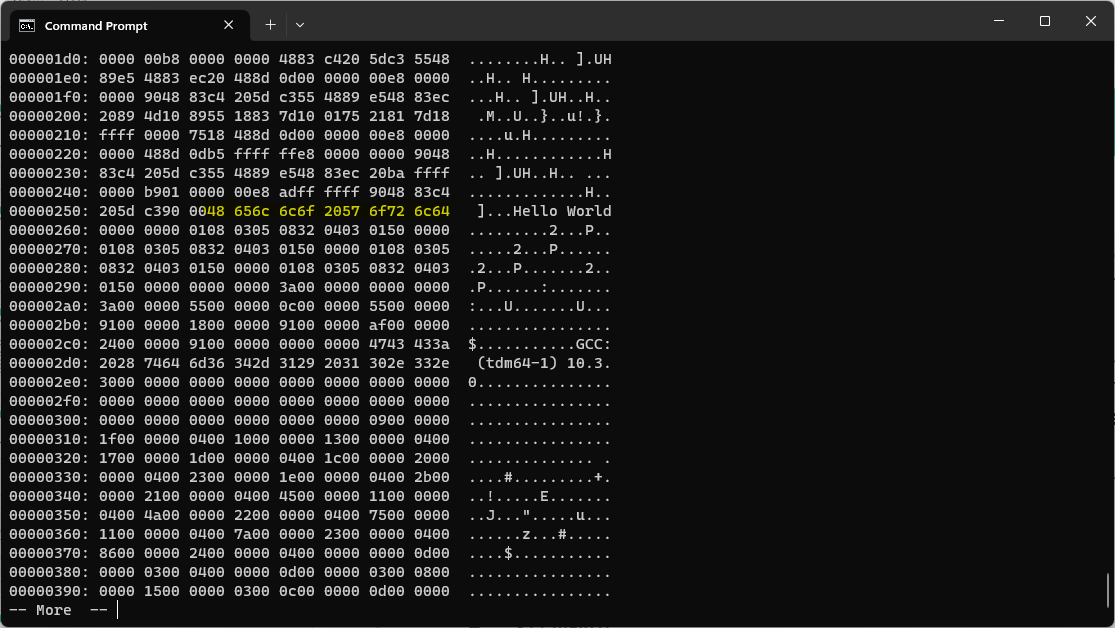 Command Prompt
000001d0: 0000 00b8 0000 0000 4883 c420 5dc3 5548  ........H.. ].UH
000001e0: 89e5 4883 ec20 488d 0d00 0000 00e8 0000  ..H.. H.........
000001f0: 0000 9048 83c4 205d c355 4889 e548 83ec  ...H.. ].UH..H..
00000200: 2089 4d10 8955 1883 7d10 0175 2181 7d18   .M..U..}..u!.}.
00000210: ffff 0000 7518 488d 0d00 0000 00e8 0000  ....u.H.........
00000220: 0000 488d 0db5 ffff ffe8 0000 0000 9048  ..H............H
00000230: 83c4 205d c355 4889 e548 83ec 20ba ffff  .. ].UH..H.. ...
00000240: 0000 b901 0000 00e8 adff ffff 9048 83c4  .............H..
00000250: 205d c390 0048 656c 6c6f 2057 6f72 6c64   ]...Hello World
00000260: 0000 0000 0108 0305 0832 0403 0150 0000  .........2...P..
00000270: 0108 0305 0832 0403 0150 0000 0108 0305  .....2...P......
00000280: 0832 0403 0150 0000 0108 0305 0832 0403  .2...P.......2..
00000290: 0150 0000 0000 0000 3a00 0000 0000 0000  .P......:.......
000002a0: 3a00 0000 5500 0000 0c00 0000 5500 0000  :...U.......U...
000002b0: 9100 0000 1800 0000 9100 0000 af00 0000  ................
000002c0: 2400 0000 9100 0000 0000 0000 4743 433a  $...........GCC:
000002d0: 2028 7464 6d36 342d 3129 2031 302e 332e   (tdm64-1) 10.3.
000002e0: 3000 0000 0000 0000 0000 0000 0000 0000  0...............
000002f0: 0000 0000 0000 0000 0000 0000 0000 0000  ................
00000300: 0000 0000 0000 0000 0000 0000 0900 0000  ................
00000310: 1f00 0000 0400 1000 0000 1300 0000 0400  ................
00000320: 1700 0000 1d00 0000 0400 1c00 0000 2000  .............. .
00000330: 0000 0400 2300 0000 1e00 0000 0400 2b00  ....#.........+.
00000340: 0000 2100 0000 0400 4500 0000 1100 0000  ..!.....E.......
00000350: 0400 4a00 0000 2200 0000 0400 7500 0000  ..J...".....u...
00000360: 1100 0000 0400 7a00 0000 2300 0000 0400  ......z...#.....
00000370: 8600 0000 2400 0000 0400 0000 0000 0d00  ....$...........
00000380: 0000 0300 0400 0000 0d00 0000 0300 0800  ................
00000390: 0000 1500 0000 0300 0c00 0000 0d00 0000  ................
-- More  --